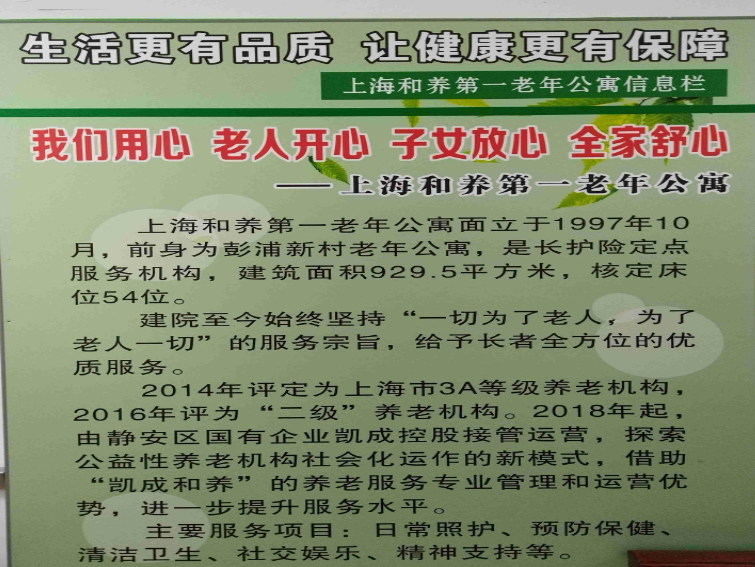 生活更有品质 让健康更有保障
上海和养第一老年公寓信息栏
我们用心 老人开心 子女放心 全家舒心
——上海和养第一老年公寓
上海和养第一老年公寓面立于1997年10
月，前身为彭浦新村老年公寓，是长护险定点
服务机构，建筑面积929.5平方米，核定床
位54位。
建院至今始终坚持“一切为了老人，为了
老人一切”的服务宗旨，给予长者全方位的优
质服务。
2014年评定为上海市3A等级养老机构，
2016年评为“二级”养老机构。2018年起，
由静安区国有企业凯成控股接管运营，探索
公益性养老机构社会化运作的新模式，借助
“凯成和养”的养老服务专业管理和运营优
势，进一步提升服务水平。
主要服务项目：日常照护、预防保健、
清洁卫生、社交娱乐、精神支持等。